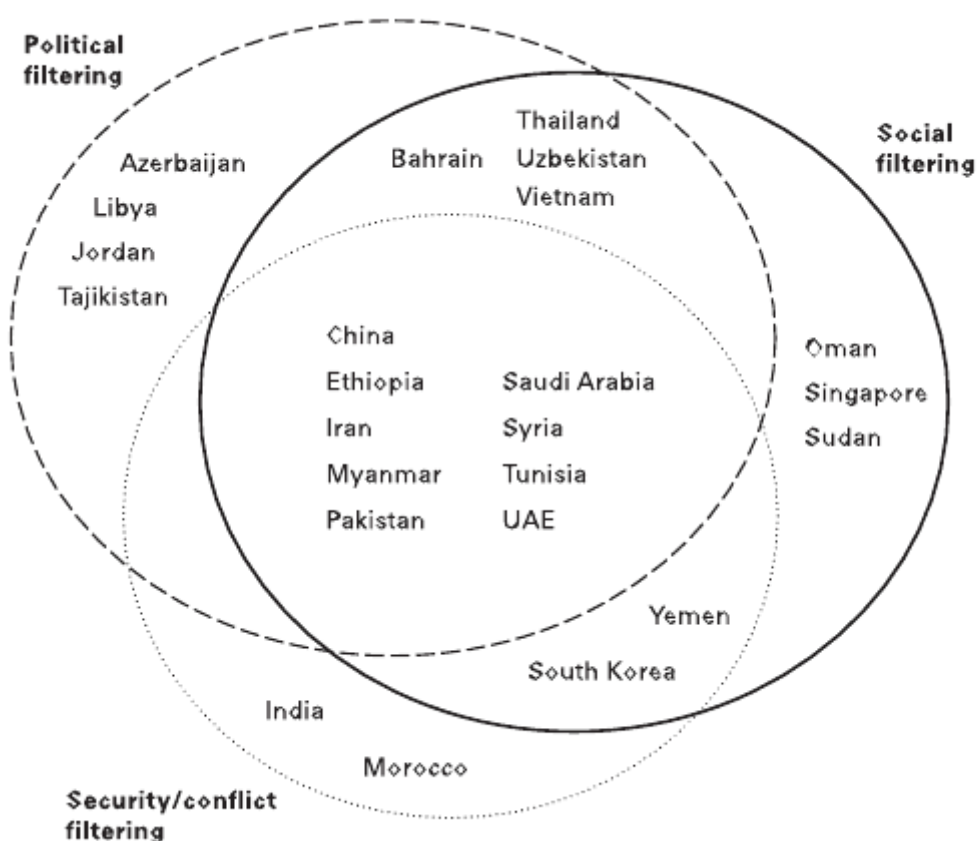 Political
filtering
Social
filtering
Azerbaijan
Libya
Jordan
Tajikistan
Bahrain
Thailand
Uzbekistan
Vietnam
China
Ethiopia
Iran
Myanmar
Pakistan
Saudi Arabia
Syria
Tunisia
UAE
Oman
Singapore
Sudan
Yemen
South Korea
India
Morocco
Security/conflict
filtering